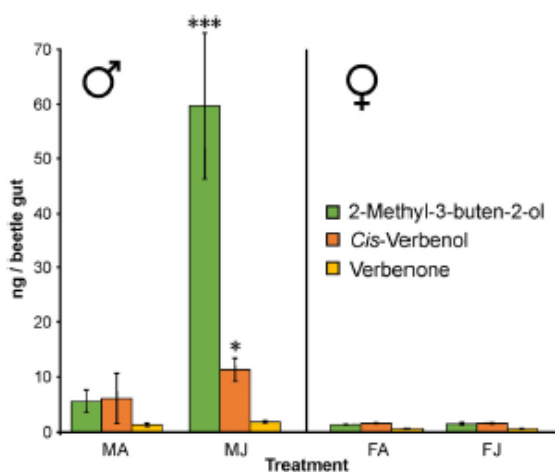 ***
70
60
50
40
30
20
10
0
ng / beetle gut
♂
♀
*
2-Methyl-3-buten-2-ol
Cis-Verbenol
Verbenone
MA
MJ
FA
FJ
Treatment